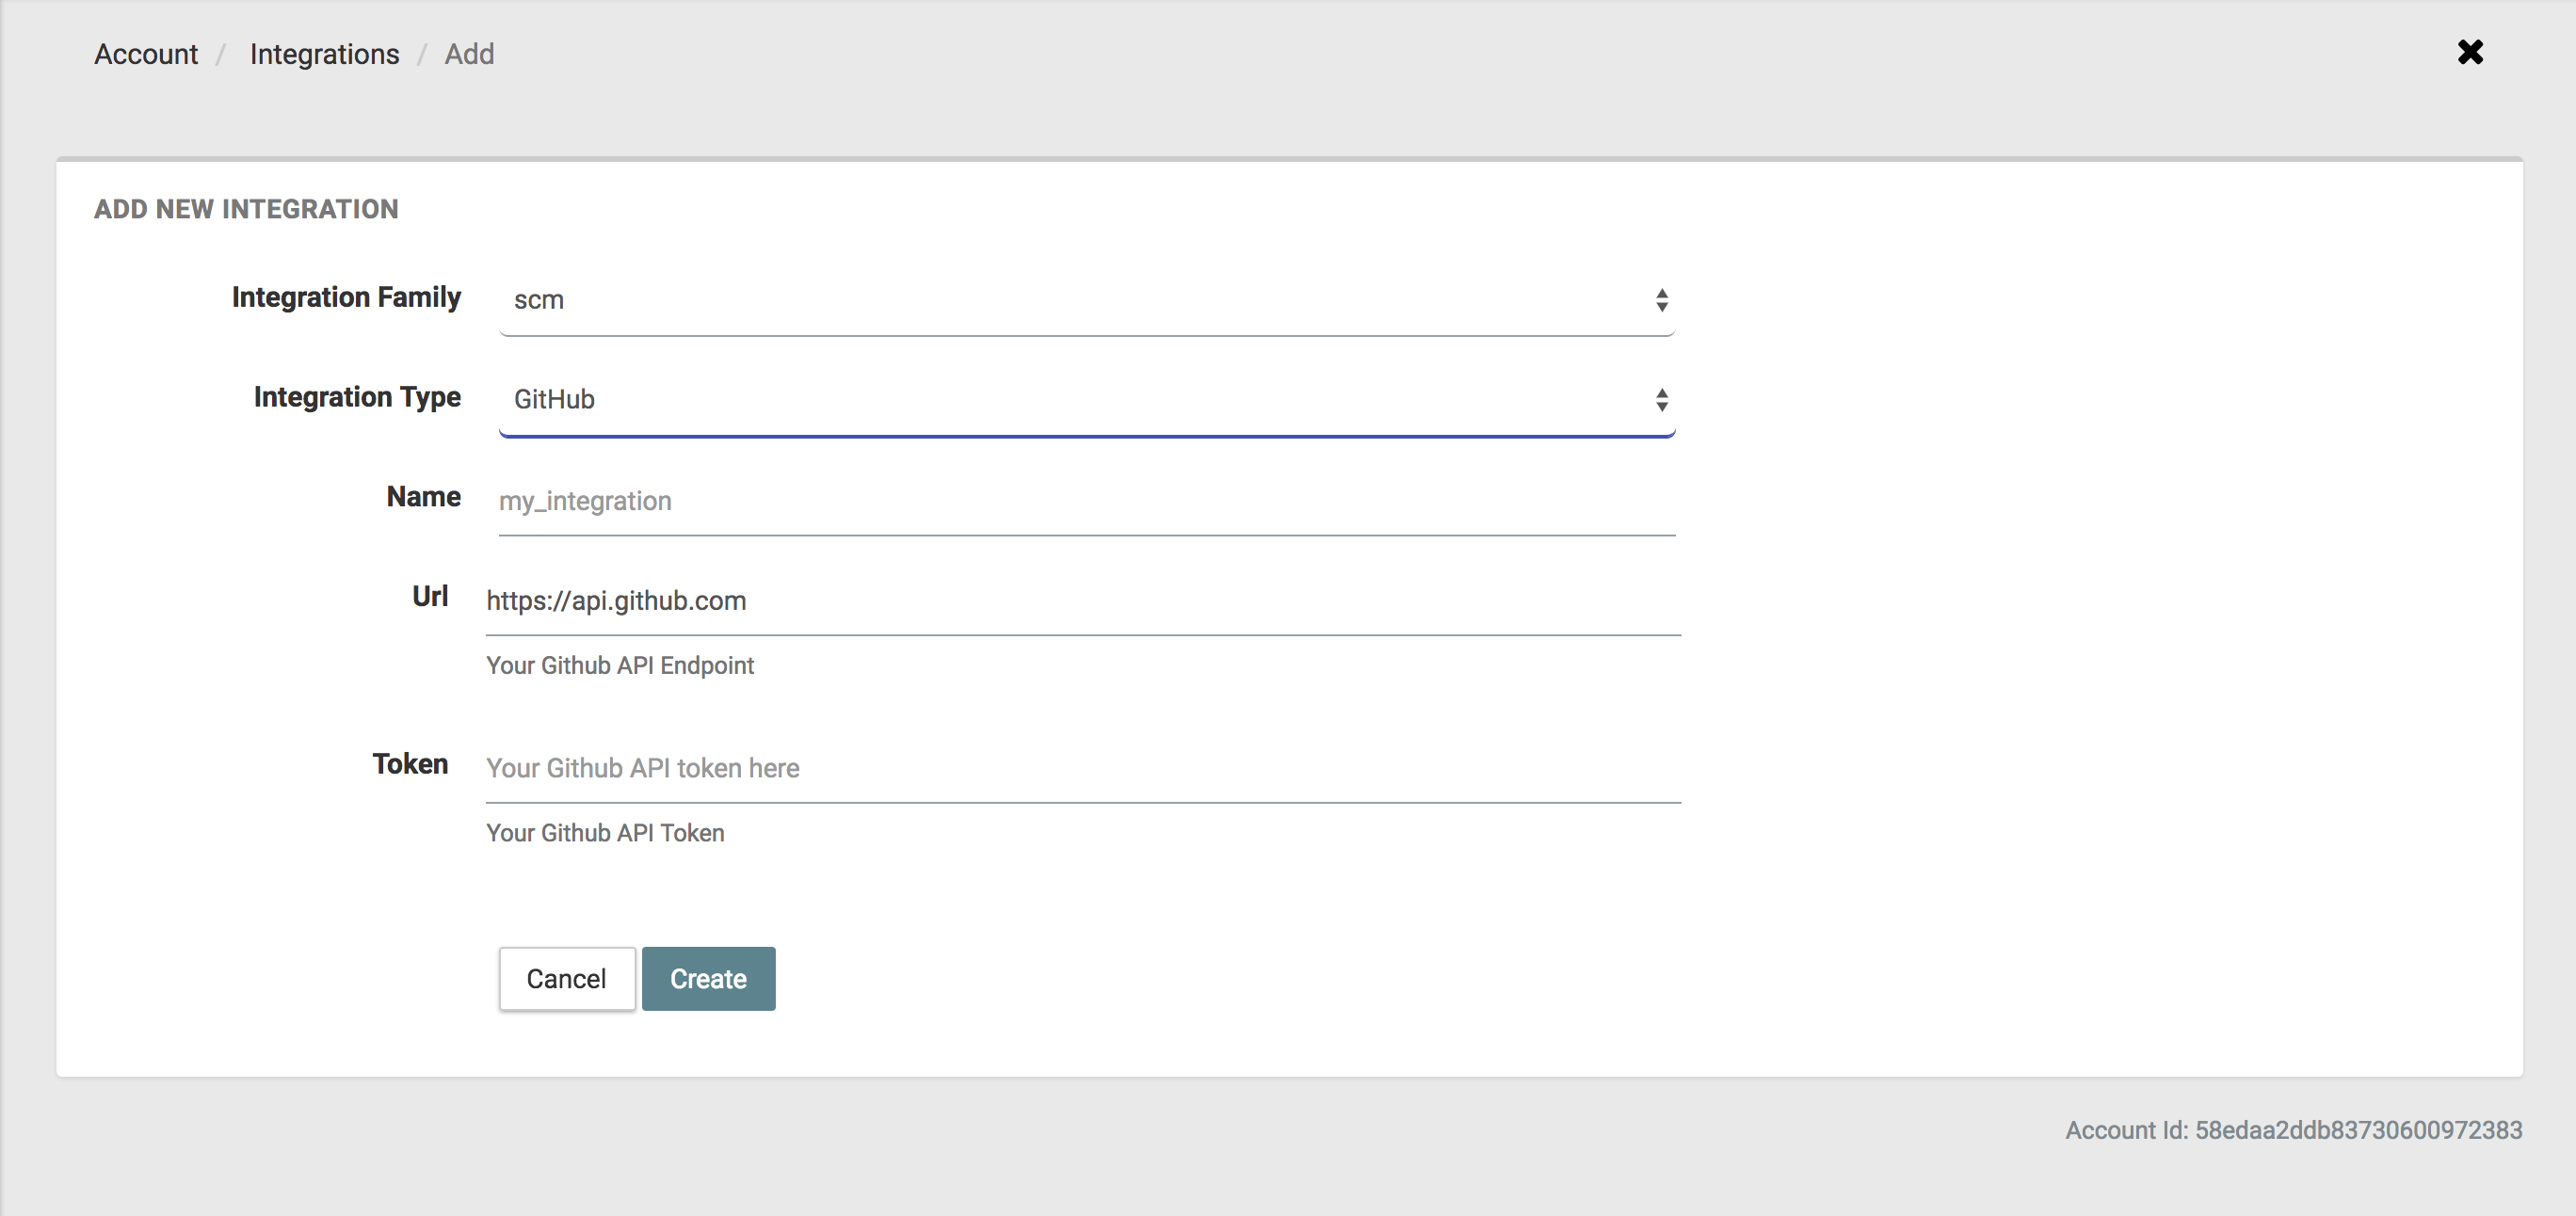 Account / Integrations / Add
ADD NEW INTEGRATION
Integration Family scm
Integration Type GitHub
Name my_integration
Url https://api.github.com
Your Github API Endpoint
Token Your Github API token here
Your Github API Token
Cancel Create
Account Id: 58edaa2ddb83730600972383